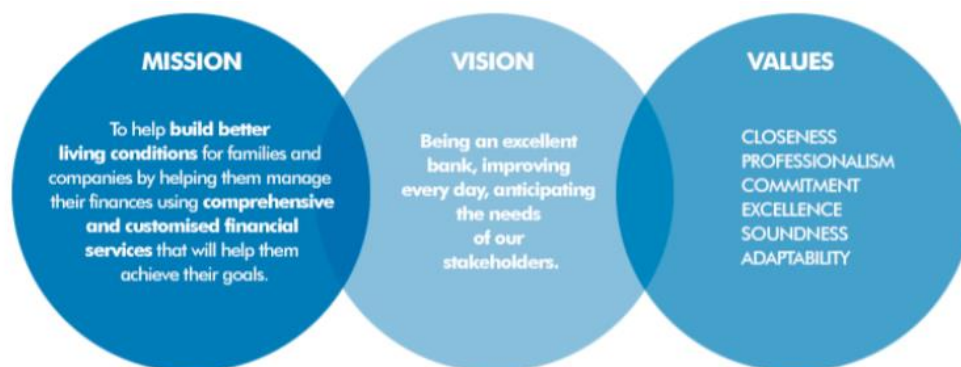 MISSION
To help build better
living conditions for families and
companies by helping them manage
their finances using comprehensive
and customised financial
services that will help them
achieve their goals.
VISION
Being an excellent
bank, improving
every day, anticipating
the needs
of our
stakeholders.
VALUES
CLOSENESS
PROFESSIONALISM
COMMITMENT
EXCELLENCE
SOUNDNESS
ADAPTABILITY